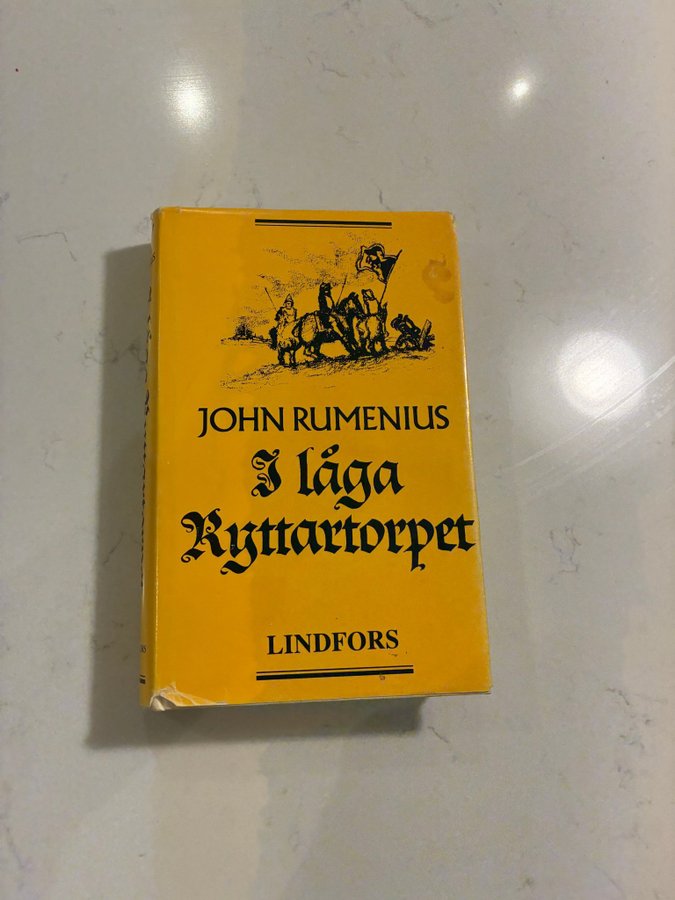 JOHN RUMENIUS
I låga
Ryttartorpet
LINDFORS